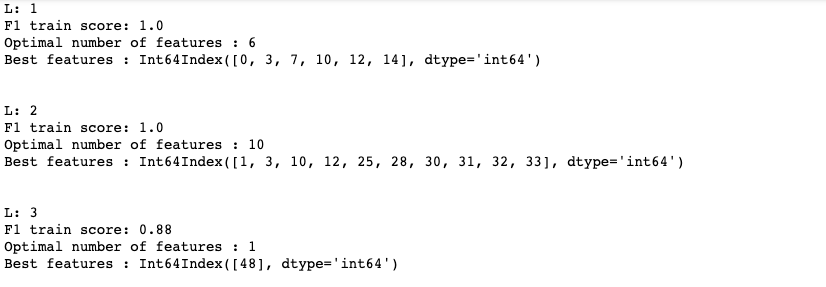 L: 1
F1 train score: 1.0
Optimal number of features : 6
Best features : Int64Index([0, 3, 7, 10, 12, 14], dtype='int64')
L: 2
F1 train score: 1.0
Optimal number of features : 10
Best features : Int64Index([1, 3, 10, 12, 25, 28, 30, 31, 32, 33], dtype='int64')
L: 3
F1 train score: 0.88
Optimal number of features : 1
Best features : Int64Index([48], dtype='int64')